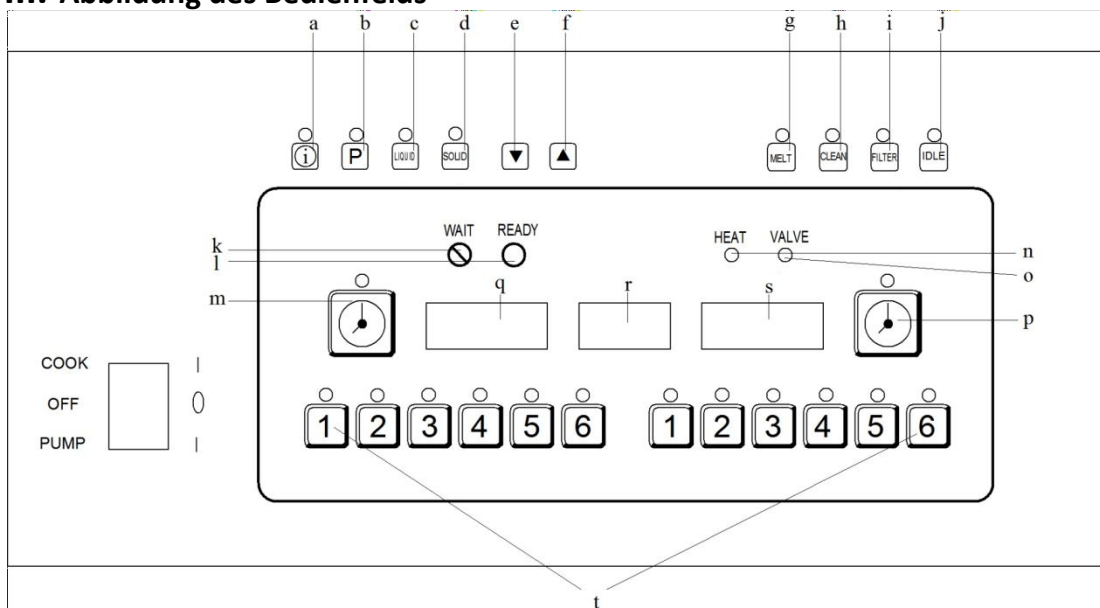 Abbildung des Bedienfelds
a b c d e f g h i j
i P LIQUID SOLID ▼ ▲ MELT CLEAN FILTER IDLE
WAIT READY HEAT VALVE
k n
l o
q r s
m p
COOK
OFF
PUMP
1 2 3 4 5 6 1 2 3 4 5 6
t